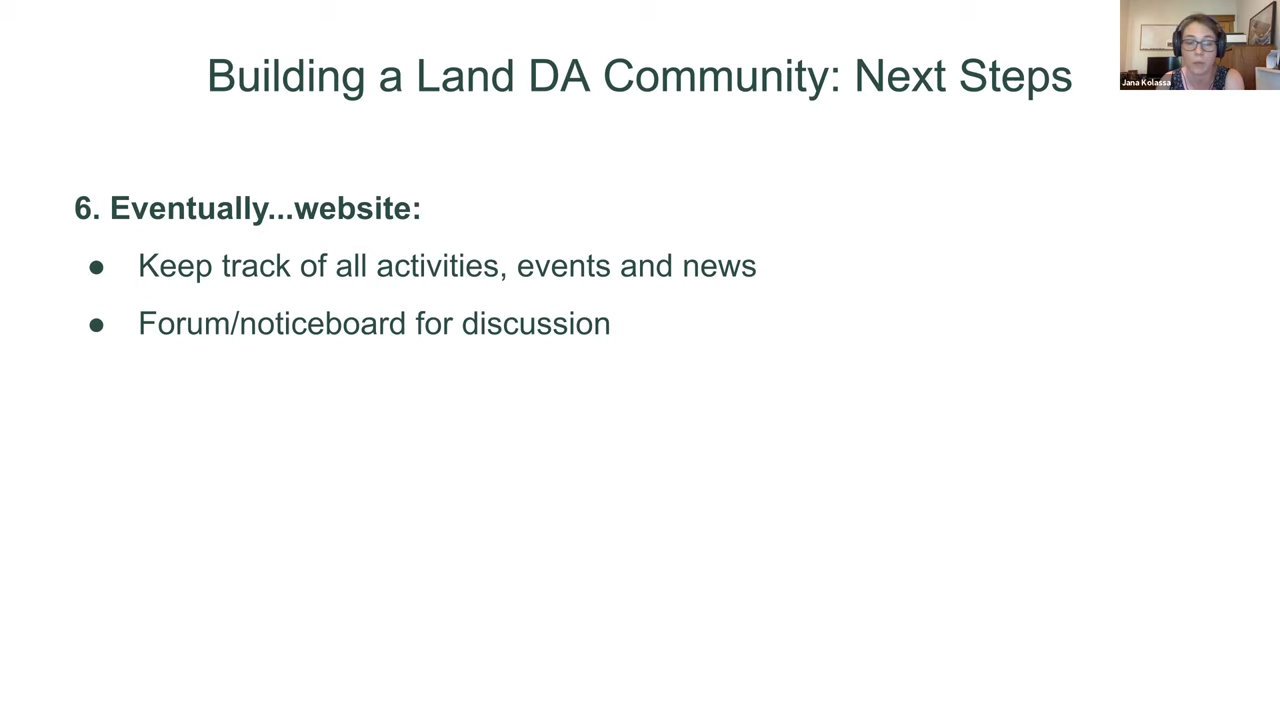 Building a Land DA Community: Next Steps
Jana Kolassa
6. Eventually...website:
● Keep track of all activities, events and news
● Forum/noticeboard for discussion